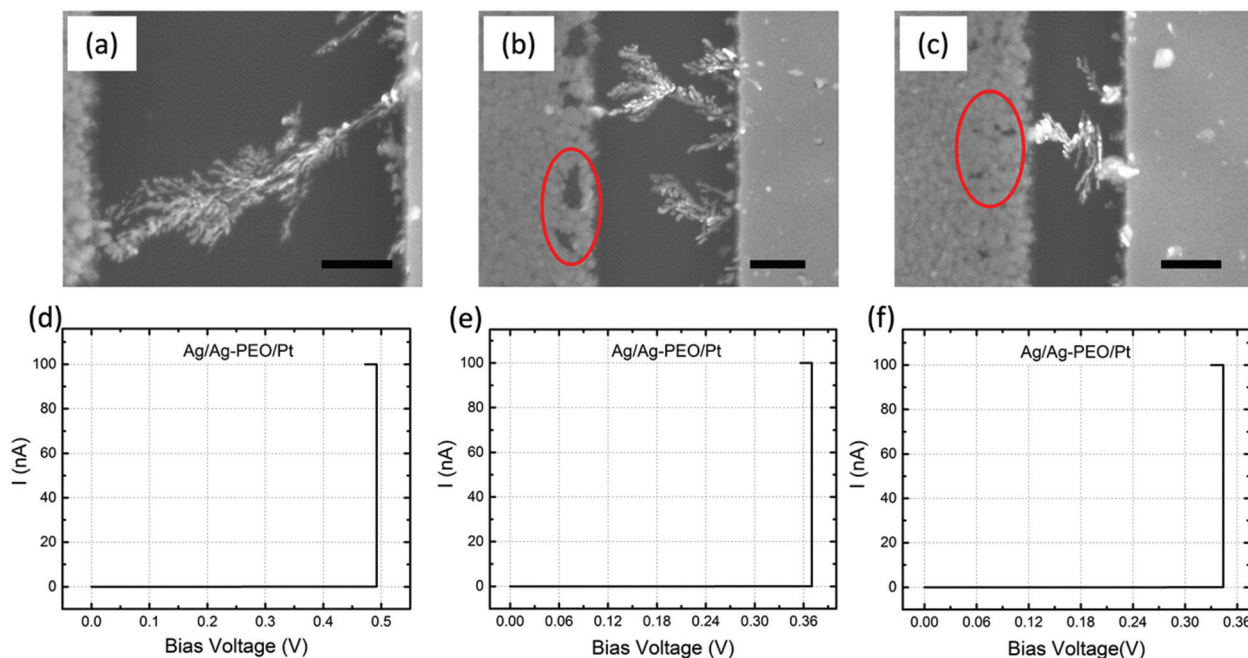 (a)
(b)
(c)
(d)
Ag/Ag-PEO/Pt
100
80
60
40
20
0
I (nA)
0.0 0.1 0.2 0.3 0.4 0.5
Bias Voltage (V)
(e)
Ag/Ag-PEO/Pt
100
80
60
40
20
0
I (nA)
0.00 0.06 0.12 0.18 0.24 0.30 0.36
Bias Voltage (V)
(f)
Ag/Ag-PEO/Pt
100
80
60
40
20
0
I (nA)
0.00 0.06 0.12 0.18 0.24 0.30 0.36
Bias Voltage(V)